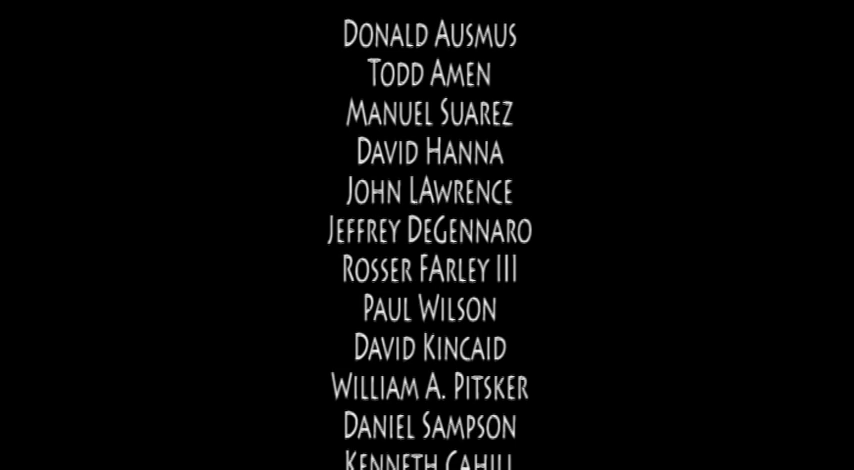 Donald Ausmus
Todd Amen
Manuel Suarez
David Hanna
John LAwrence
Jeffrey DeGennaro
Rosser FArley III
Paul Wilson
David Kincaid
William A. Pitsker
Daniel Sampson
Kenneth Cahill